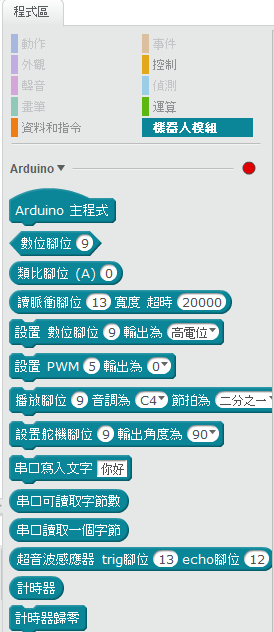 程式區
動作 事件
外觀 控制
聲音 偵測
畫筆 運算
資料和指令 機器人模組
Arduino
Arduino 主程式
數位腳位 9
類比腳位 (A) 0
讀脈衝腳位 13 寬度 超時 20000
設置 數位腳位 9 輸出為 高電位
設置 PWM 5 輸出為 0
播放腳位 9 音調為 C4 節拍為 二分之一
設置舵機腳位 9 輸出角度為 90
串口寫入文字 你好
串口可讀取字節數
串口讀取一個字節
超音波感應器 trig腳位 13 echo腳位 12
計時器
計時器歸零